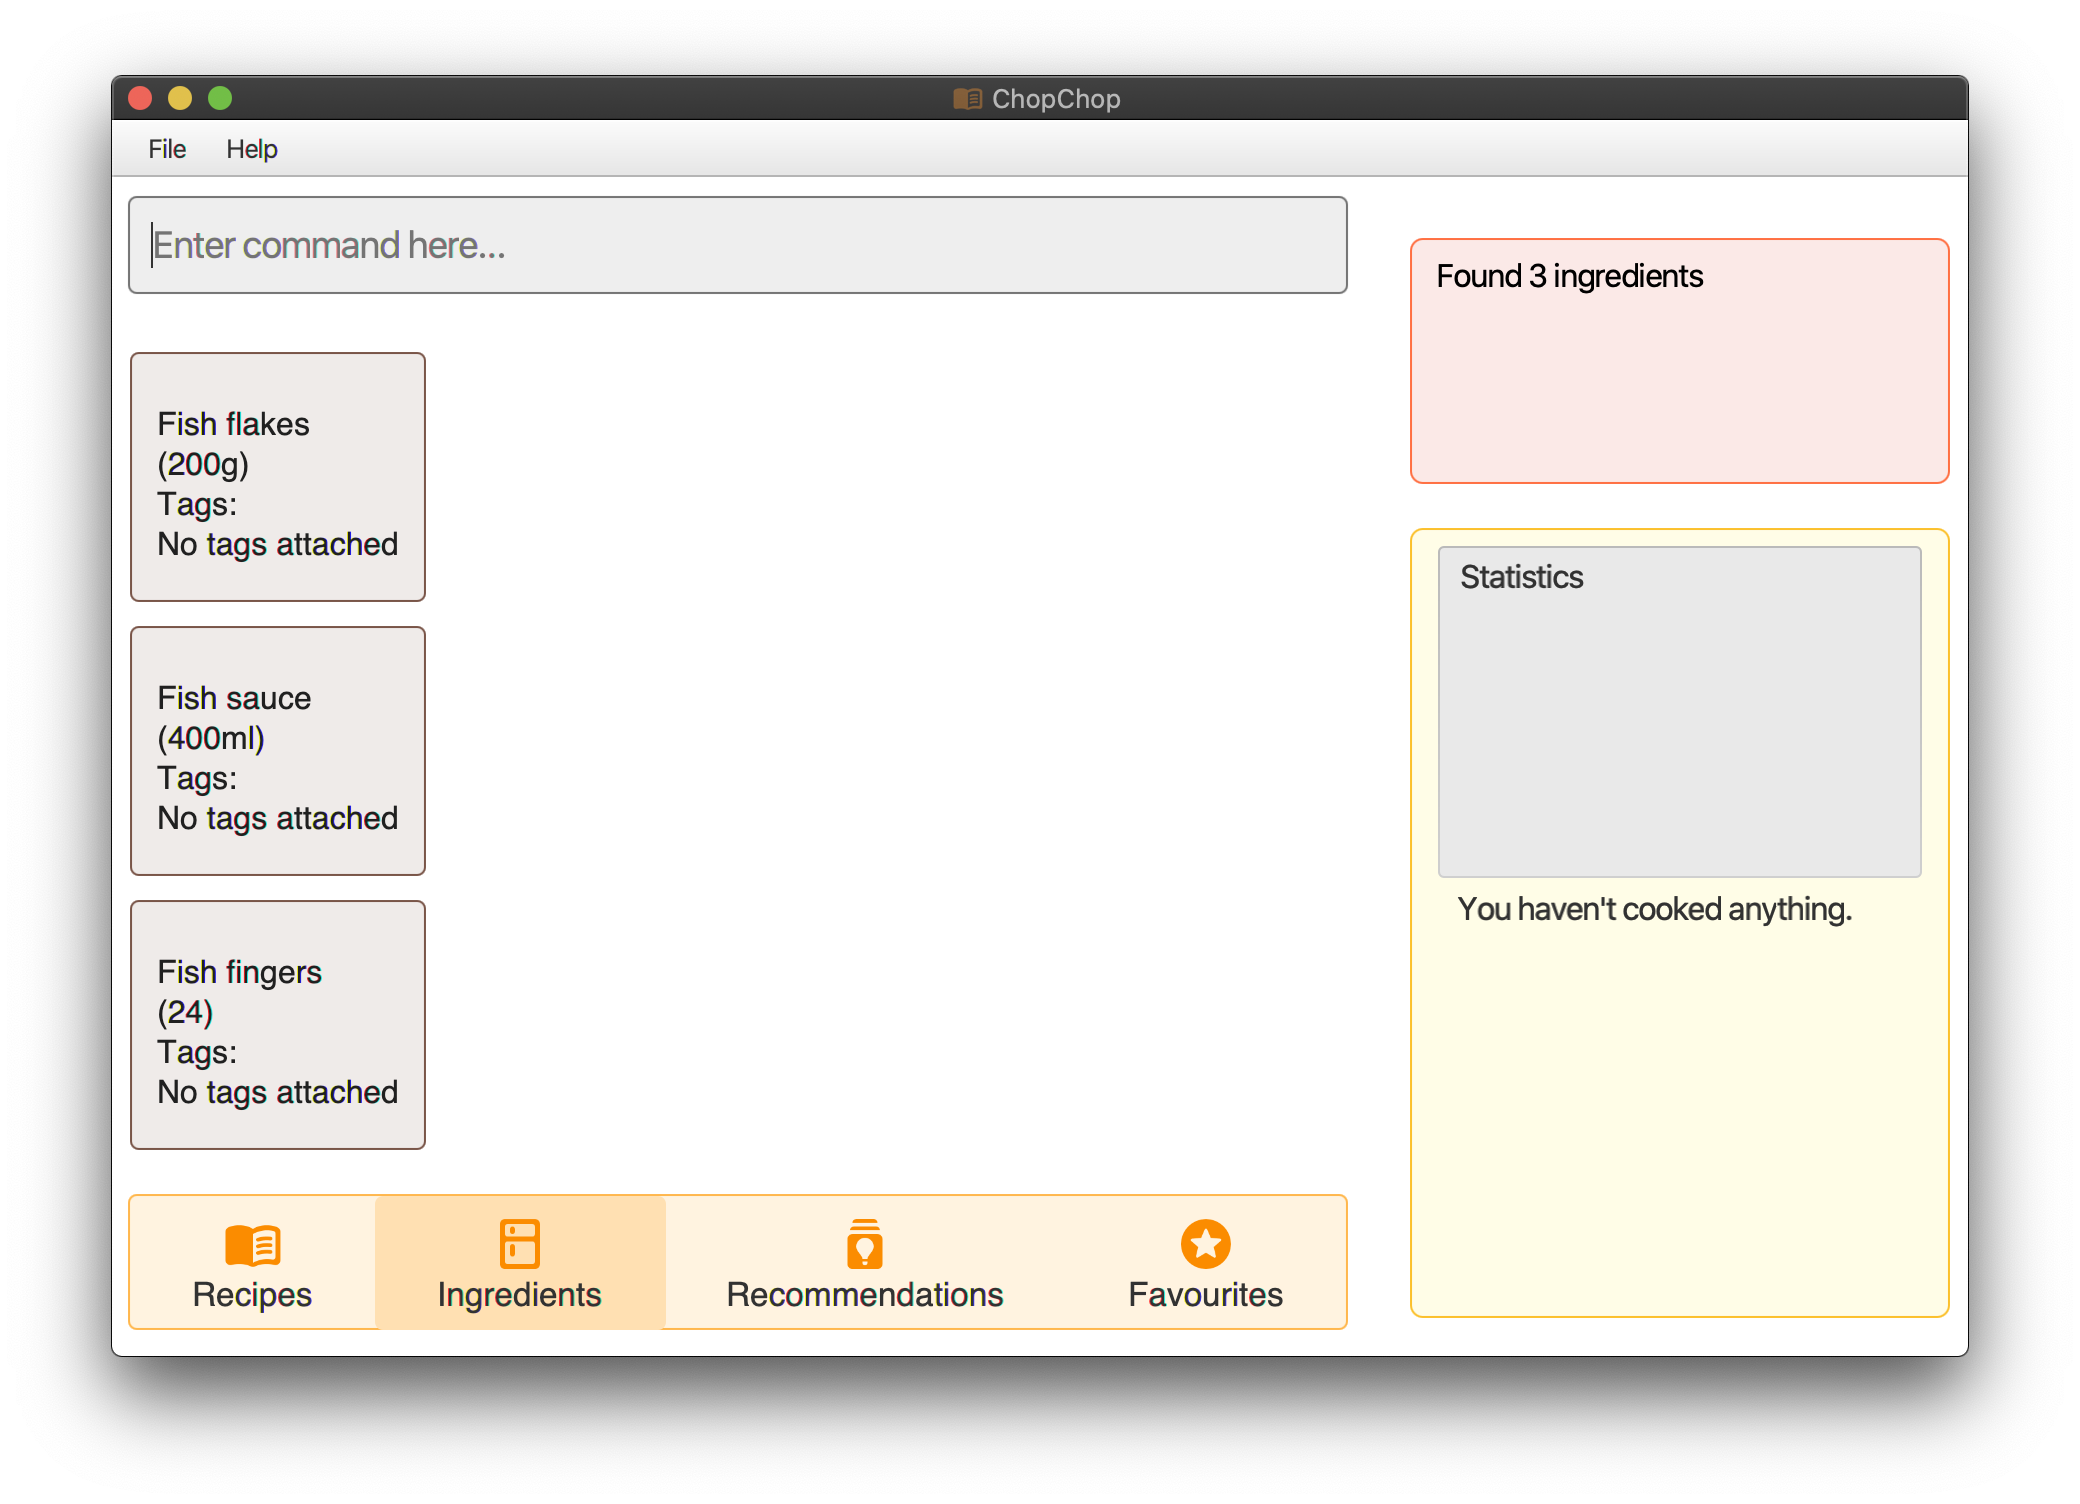 ChopChop
File Help
Enter command here...
Found 3 ingredients
Fish flakes
(200g)
Tags:
No tags attached
Fish sauce
(400ml)
Tags:
No tags attached
Fish fingers
(24)
Tags:
No tags attached
Statistics
You haven't cooked anything.
Recipes Ingredients Recommendations Favourites